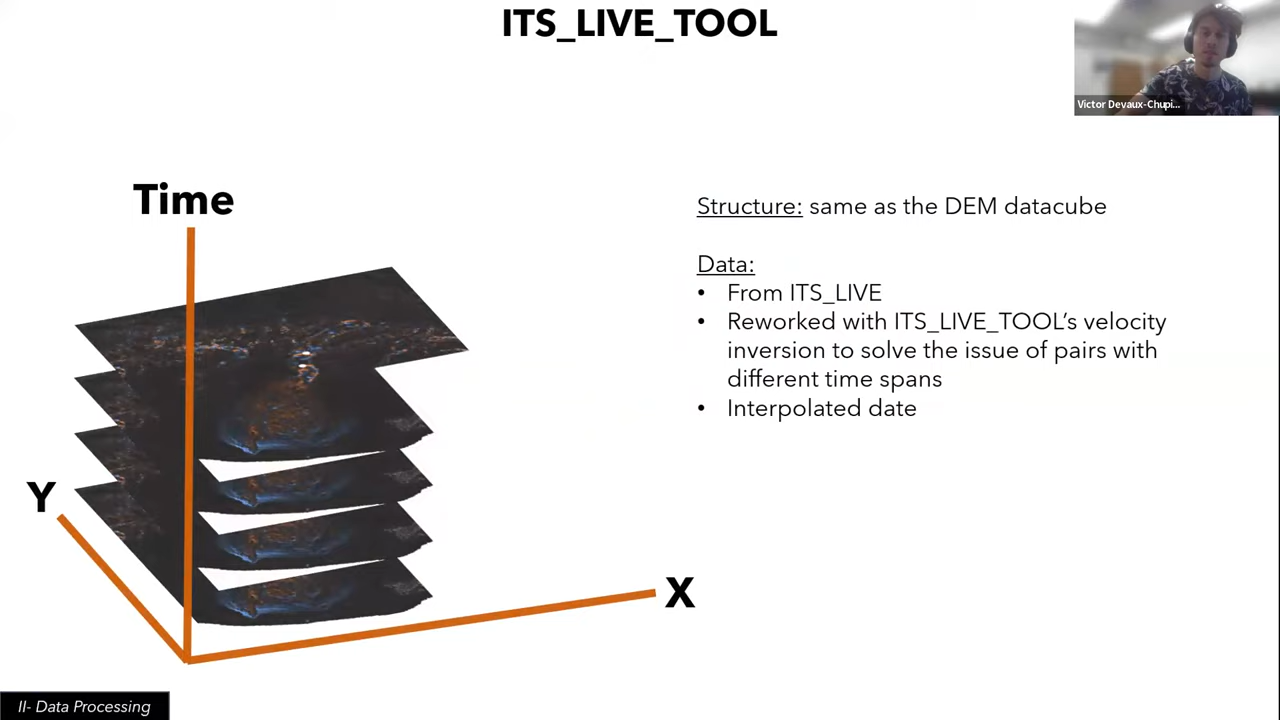 ITS_LIVE_TOOL
Victor Devaux-Chupi...
Time
Structure: same as the DEM datacube
Data:
• From ITS_LIVE
• Reworked with ITS_LIVE_TOOL’s velocity
inversion to solve the issue of pairs with
different time spans
• Interpolated date
Y
X
II- Data Processing